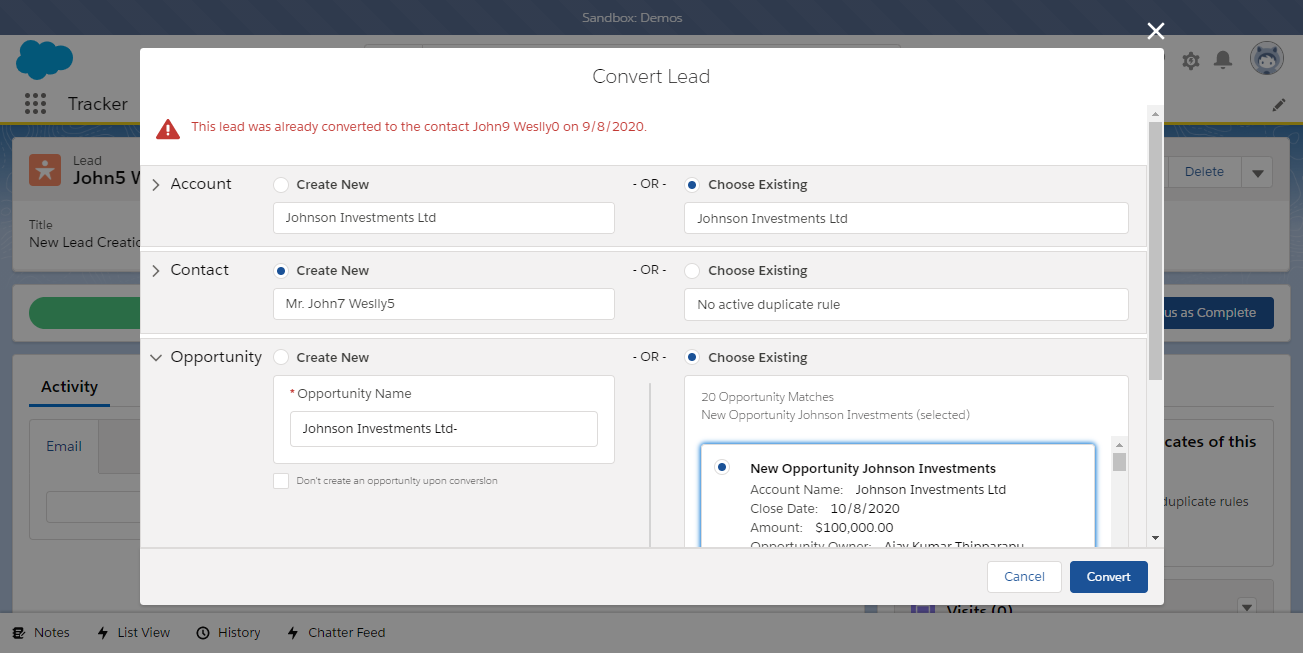 Sandbox: Demos
Tracker
Convert Lead
This lead was already converted to the contact John9 Weslly0 on 9/8/2020.
Lead
John5
Delete
Title
New Lead
Account
Create New
- OR -
Choose Existing
Johnson Investments Ltd
Johnson Investments Ltd
Contact
Create New
- OR -
Choose Existing
Mr. John7 Weslly5
No active duplicate rule
as Complete
Opportunity
Create New
- OR -
Choose Existing
* Opportunity Name
Johnson Investments Ltd-
Don't create an opportunity upon conversion
20 Opportunity Matches
New Opportunity Johnson Investments (selected)
New Opportunity Johnson Investments
Account Name: Johnson Investments Ltd
Close Date: 10/8/2020
Amount: $100,000.00
Opportunity Owner: Ajay Kumar Thipparapu
Activity
Email
of this
duplicate rules
Cancel
Convert
Visits (0)
Notes
List View
History
Chatter Feed